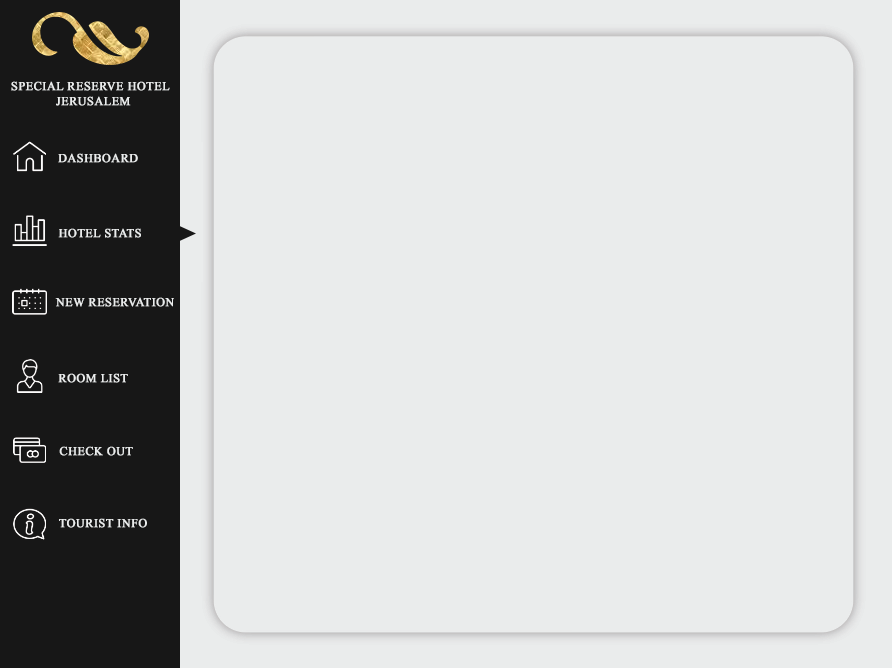 SPECIAL RESERVE HOTEL
JERUSALEM
DASHBOARD
HOTEL STATS
NEW RESERVATION
ROOM LIST
CHECK OUT
TOURIST INFO